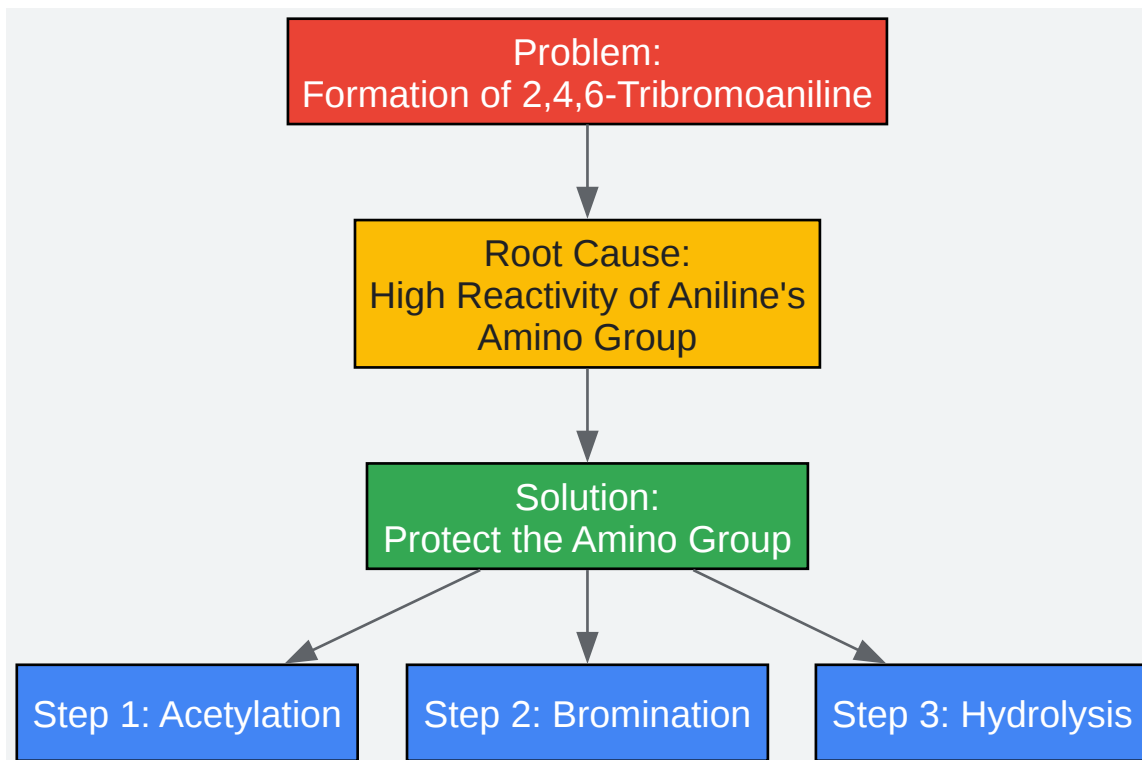 Problem:
Formation of 2,4,6-Tribromoaniline
Root Cause:
High Reactivity of Aniline's
Amino Group
Solution:
Protect the Amino Group
Step 1: Acetylation
Step 2: Bromination
Step 3: Hydrolysis